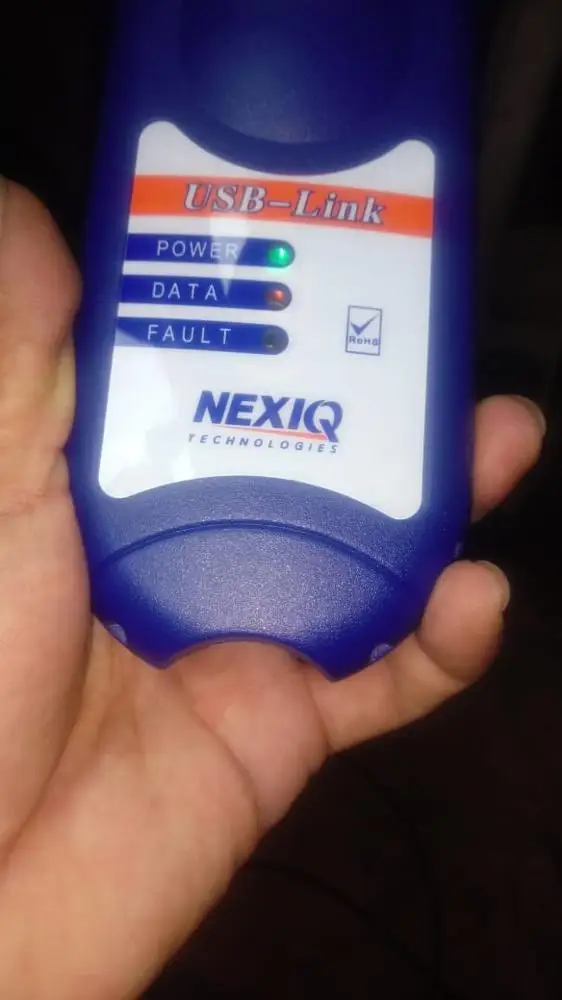 USB-Link
POWER
DATA
FAULT
RoHS
NEXIQ
TECHNOLOGIES